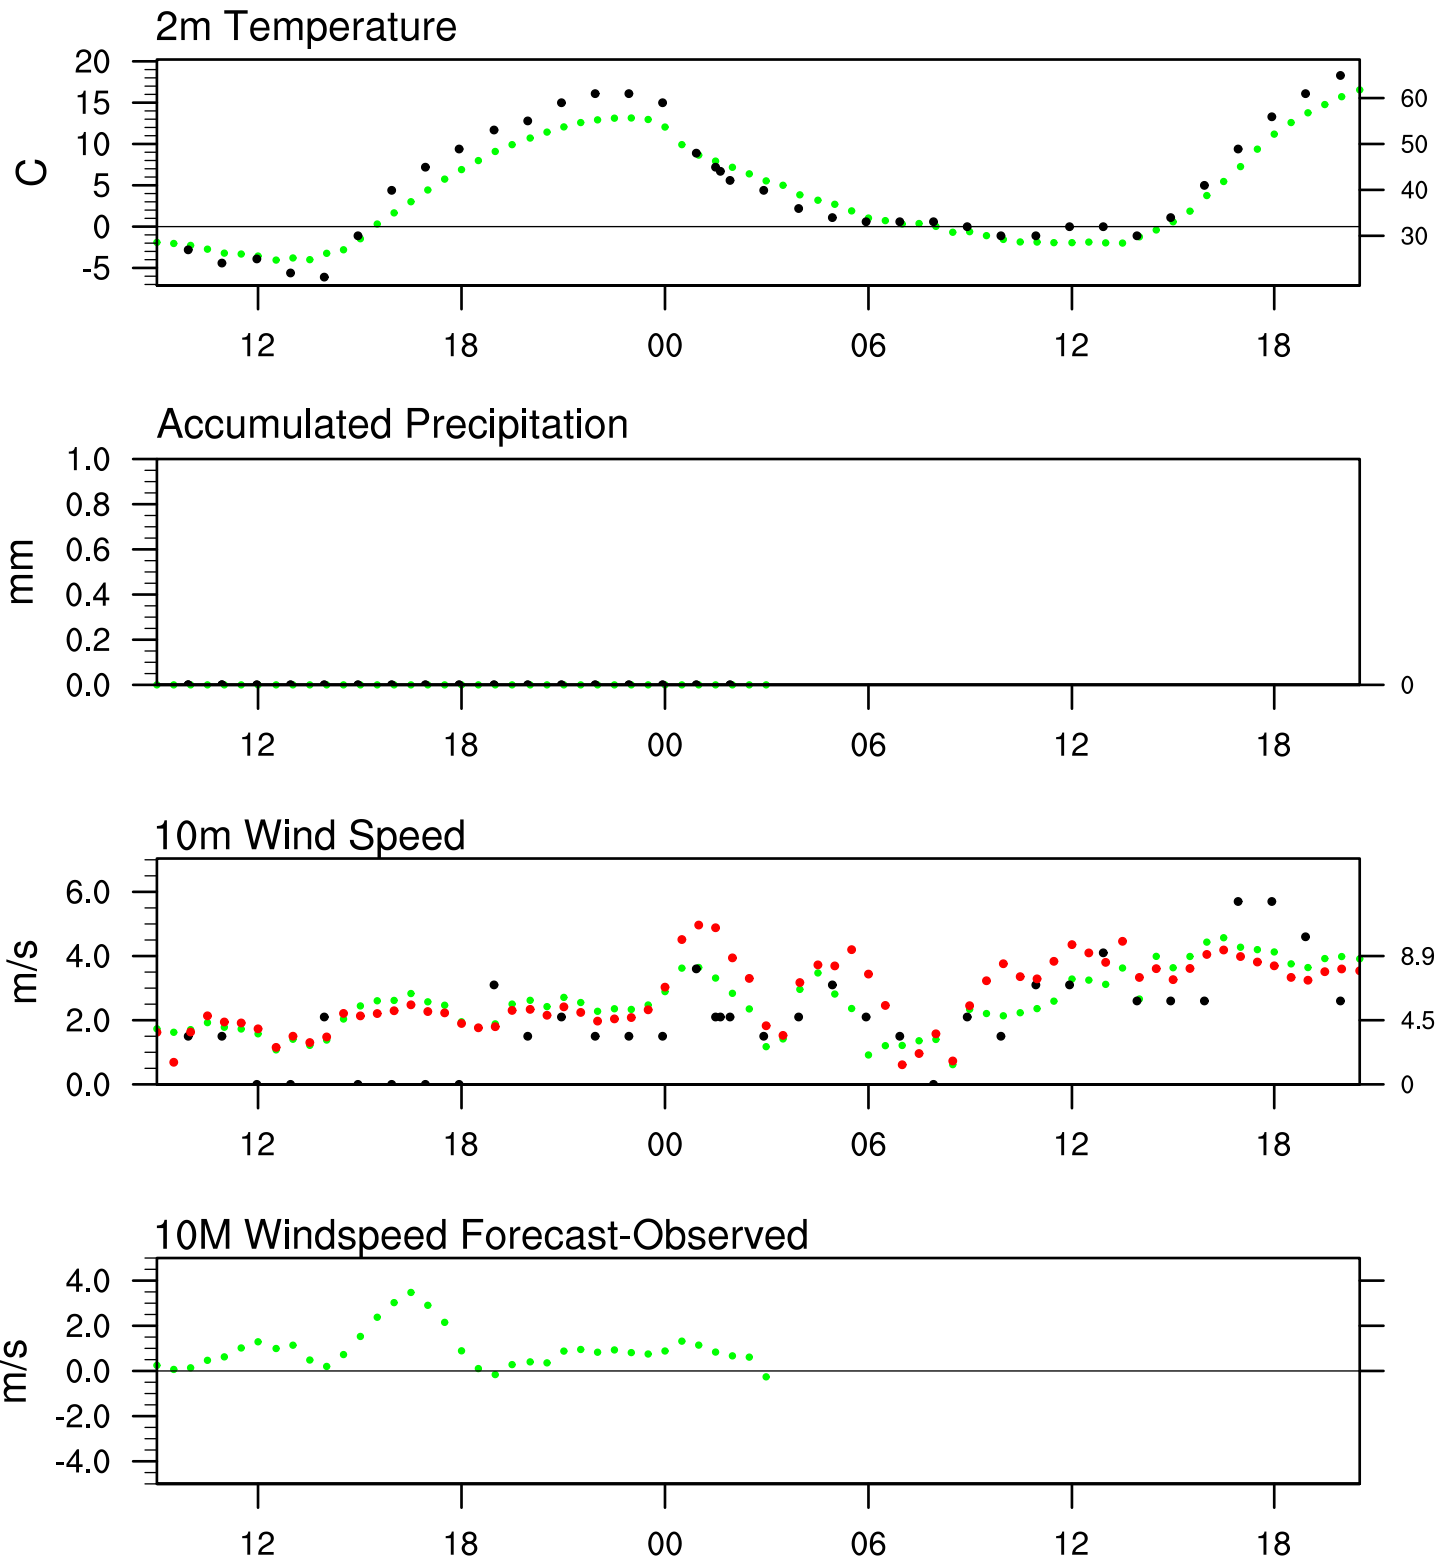 2m Temperature
20
15
10
5
0
-5
C
60
50
40
30
12 18 00 06 12 18
Accumulated Precipitation
1.0
0.8
0.6
0.4
0.2
0.0
mm
0
12 18 00 06 12 18
10m Wind Speed
6.0
4.0
2.0
0.0
m/s
8.9
4.5
0
12 18 00 06 12 18
10M Windspeed Forecast-Observed
4.0
2.0
0.0
-2.0
-4.0
m/s
12 18 00 06 12 18